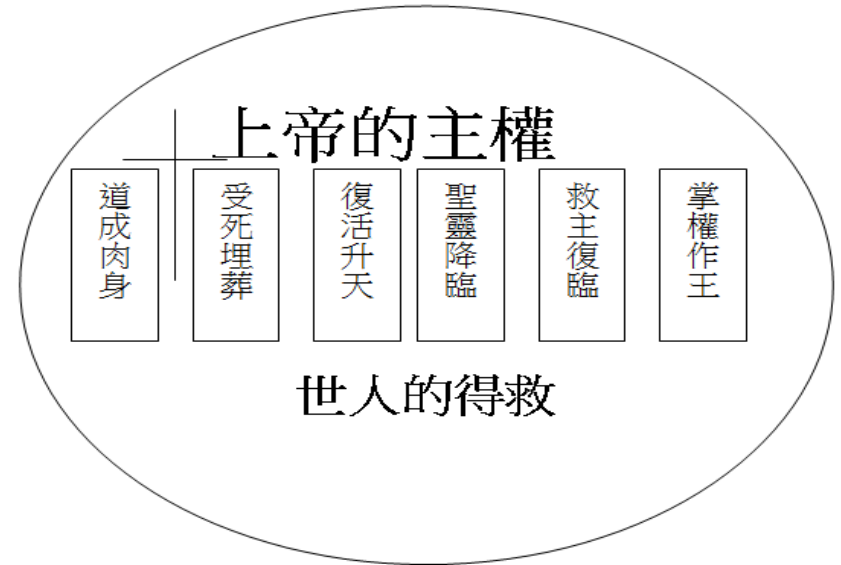 上帝的主權
道成肉身
受死埋葬
復活升天
聖靈降臨
救主復臨
掌權作王
世人的得救